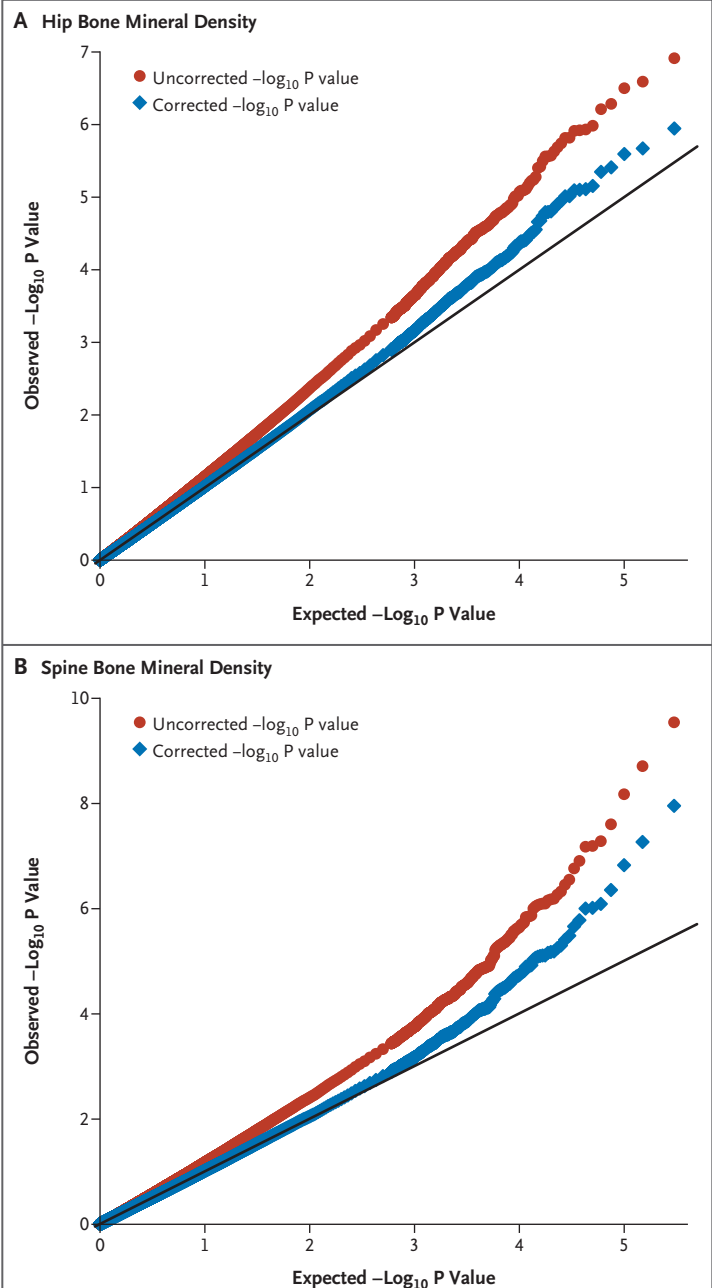 A Hip Bone Mineral Density
7
6
5
4
3
2
1
0
Uncorrected –log10 P value
Corrected –log10 P value
Observed –Log10 P Value
0 1 2 3 4 5
Expected –Log10 P Value
B Spine Bone Mineral Density
10
8
6
4
2
0
Uncorrected –log10 P value
Corrected –log10 P value
Observed –Log10 P Value
0 1 2 3 4 5
Expected –Log10 P Value